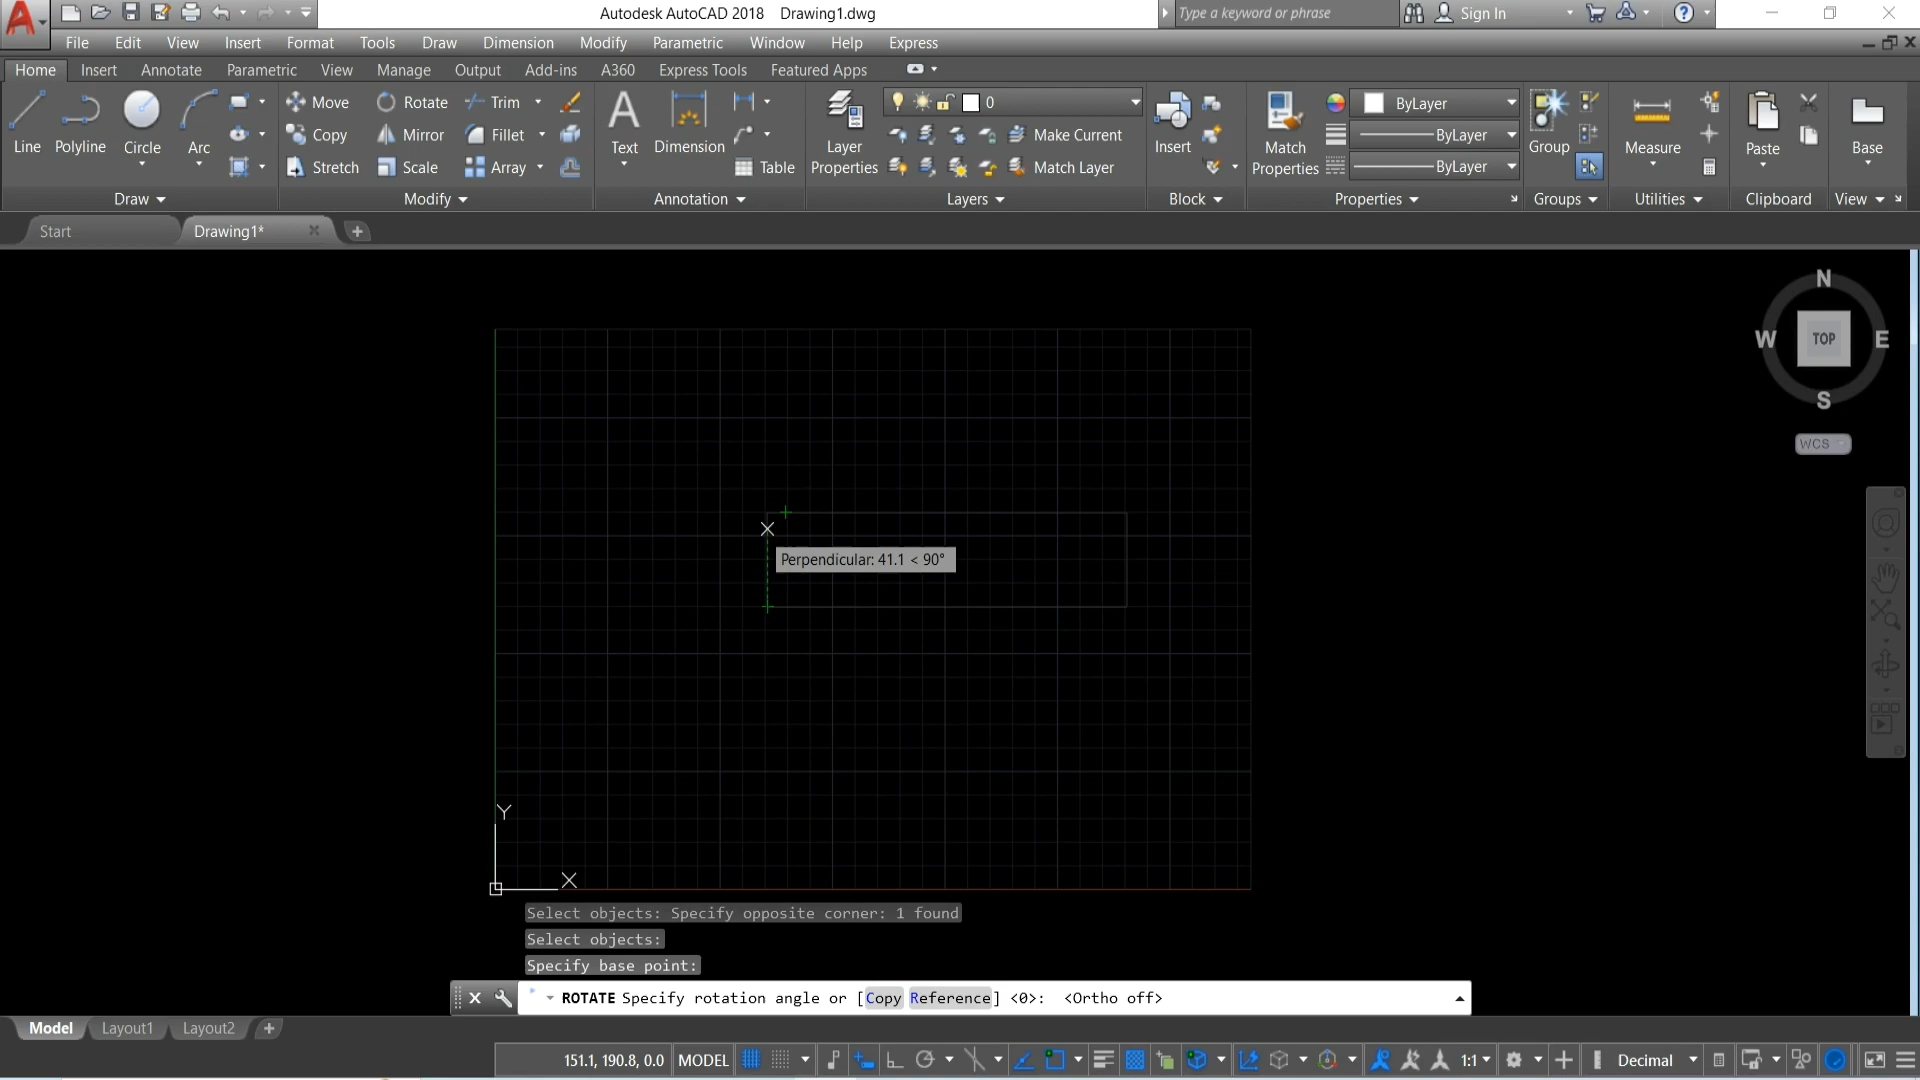 Autodesk AutoCAD 2018 Drawing1.dwg
Type a keyword or phrase
Sign In
File Edit View Insert Format Tools Draw Dimension Modify Parametric Window Help Express
Home Insert Annotate Parametric View Manage Output Add-ins A360 Express Tools Featured Apps
Line Polyline Circle Arc
Move Rotate Trim
Copy Mirror Fillet
Stretch Scale Array
Text Dimension Table
Layer Properties
0
Make Current
Match Layer
Insert
Match Properties
ByLayer
ByLayer
ByLayer
Group
Measure
Paste
Base
Draw Modify Annotation Layers Block Properties Groups Utilities Clipboard View
Start Drawing1*
N
W TOP E
S
WCS
Perpendicular: 41.1 < 90°
Y
X
Select objects: Specify opposite corner: 1 found
Select objects:
Specify base point:
ROTATE Specify rotation angle or [Copy Reference] <0>: <Ortho off>
Model Layout1 Layout2
151.1, 190.8, 0.0 MODEL 1:1 Decimal